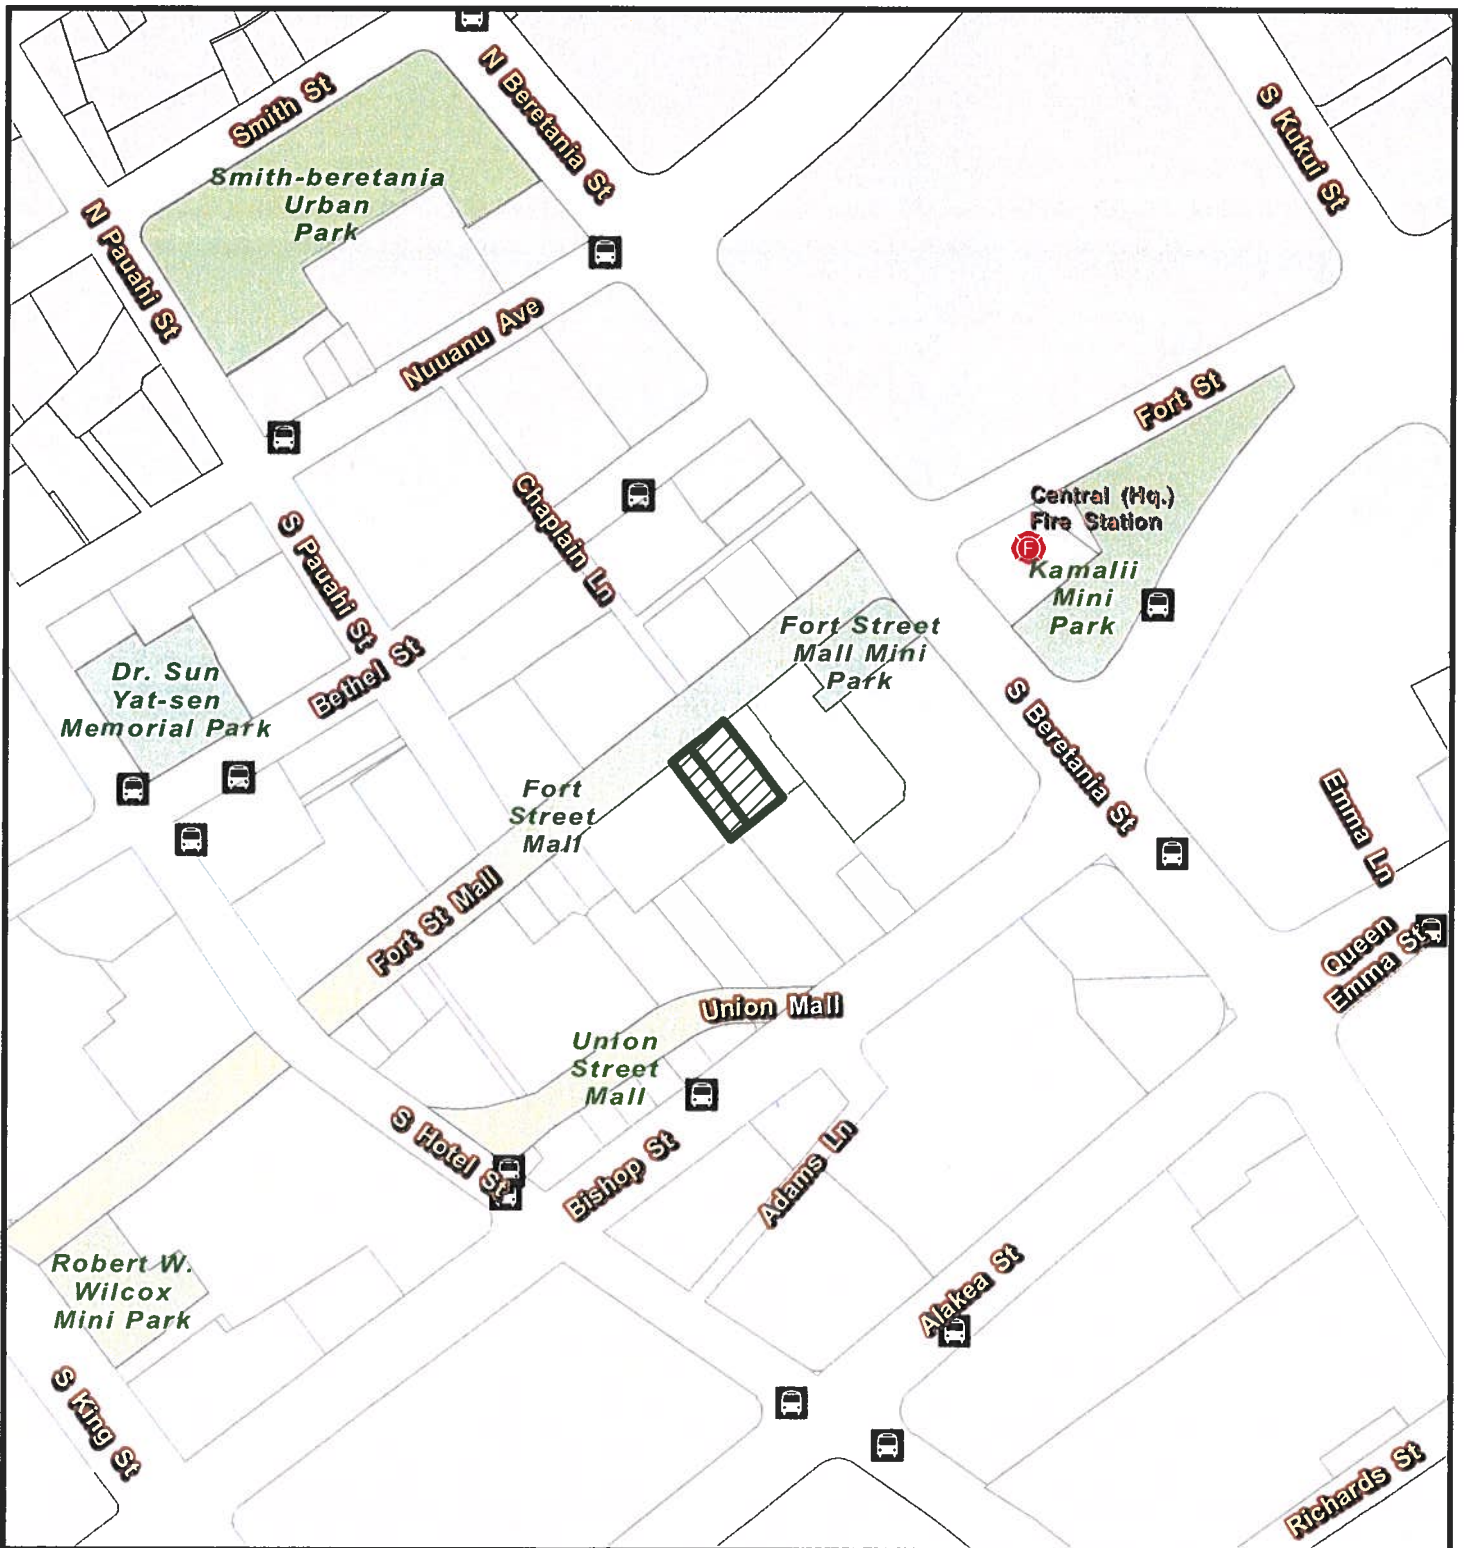 Smith St
N Beretania St
S Kukui St
Smith-beretania
Urban
Park
N Pauahi St
Nuuanu Ave
Fort St
Central (Hq.)
Fire Station
F
Kamalii
Mini
Park
Chaplain Ln
S Pauahi St
Bethel St
Fort Street
Mall Mini
Park
Dr. Sun
Yat-sen
Memorial Park
S Beretania St
Fort
Street
Mall
Emma Ln
Fort St Mall
Queen
Emma St
Union Mall
Union
Street
Mall
S Hotel St
Bishop St
Adams Ln
Alakea St
Robert W.
Wilcox
Mini Park
S King St
Richards St